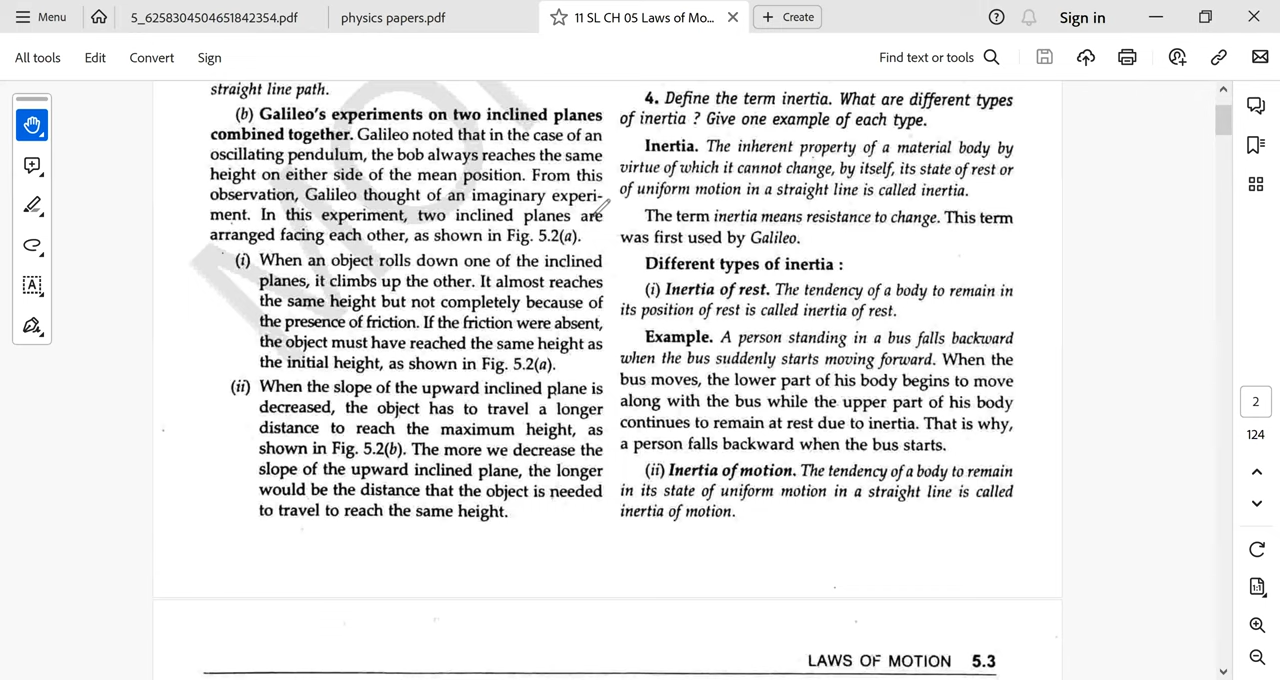 Menu
5_6258304504651842354.pdf
physics papers.pdf
11 SL CH 05 Laws of Mo...
Create
Sign in
All tools
Edit
Convert
Sign
Find text or tools
straight line path.
(b) Galileo's experiments on two inclined planes
combined together. Galileo noted that in the case of an
oscillating pendulum, the bob always reaches the same
height on either side of the mean position. From this
observation, Galileo thought of an imaginary experi-
ment. In this experiment, two inclined planes are
arranged facing each other, as shown in Fig. 5.2(a).
(i) When an object rolls down one of the inclined
planes, it climbs up the other. It almost reaches
the same height but not completely because of
the presence of friction. If the friction were absent,
the object must have reached the same height as
the initial height, as shown in Fig. 5.2(a).
(ii) When the slope of the upward inclined plane is
decreased, the object has to travel a longer
distance to reach the maximum height, as
shown in Fig. 5.2(b). The more we decrease the
slope of the upward inclined plane, the longer
would be the distance that the object is needed
to travel to reach the same height.
4. Define the term inertia. What are different types
of inertia ? Give one example of each type.
Inertia. The inherent property of a material body by
virtue of which it cannot change, by itself, its state of rest or
of uniform motion in a straight line is called inertia.
The term inertia means resistance to change. This term
was first used by Galileo.
Different types of inertia :
(i) Inertia of rest. The tendency of a body to remain in
its position of rest is called inertia of rest.
Example. A person standing in a bus falls backward
when the bus suddenly starts moving forward. When the
bus moves, the lower part of his body begins to move
along with the bus while the upper part of his body
continues to remain at rest due to inertia. That is why,
a person falls backward when the bus starts.
(ii) Inertia of motion. The tendency of a body to remain
in its state of uniform motion in a straight line is called
inertia of motion.
LAWS OF MOTION 5.3
2
124